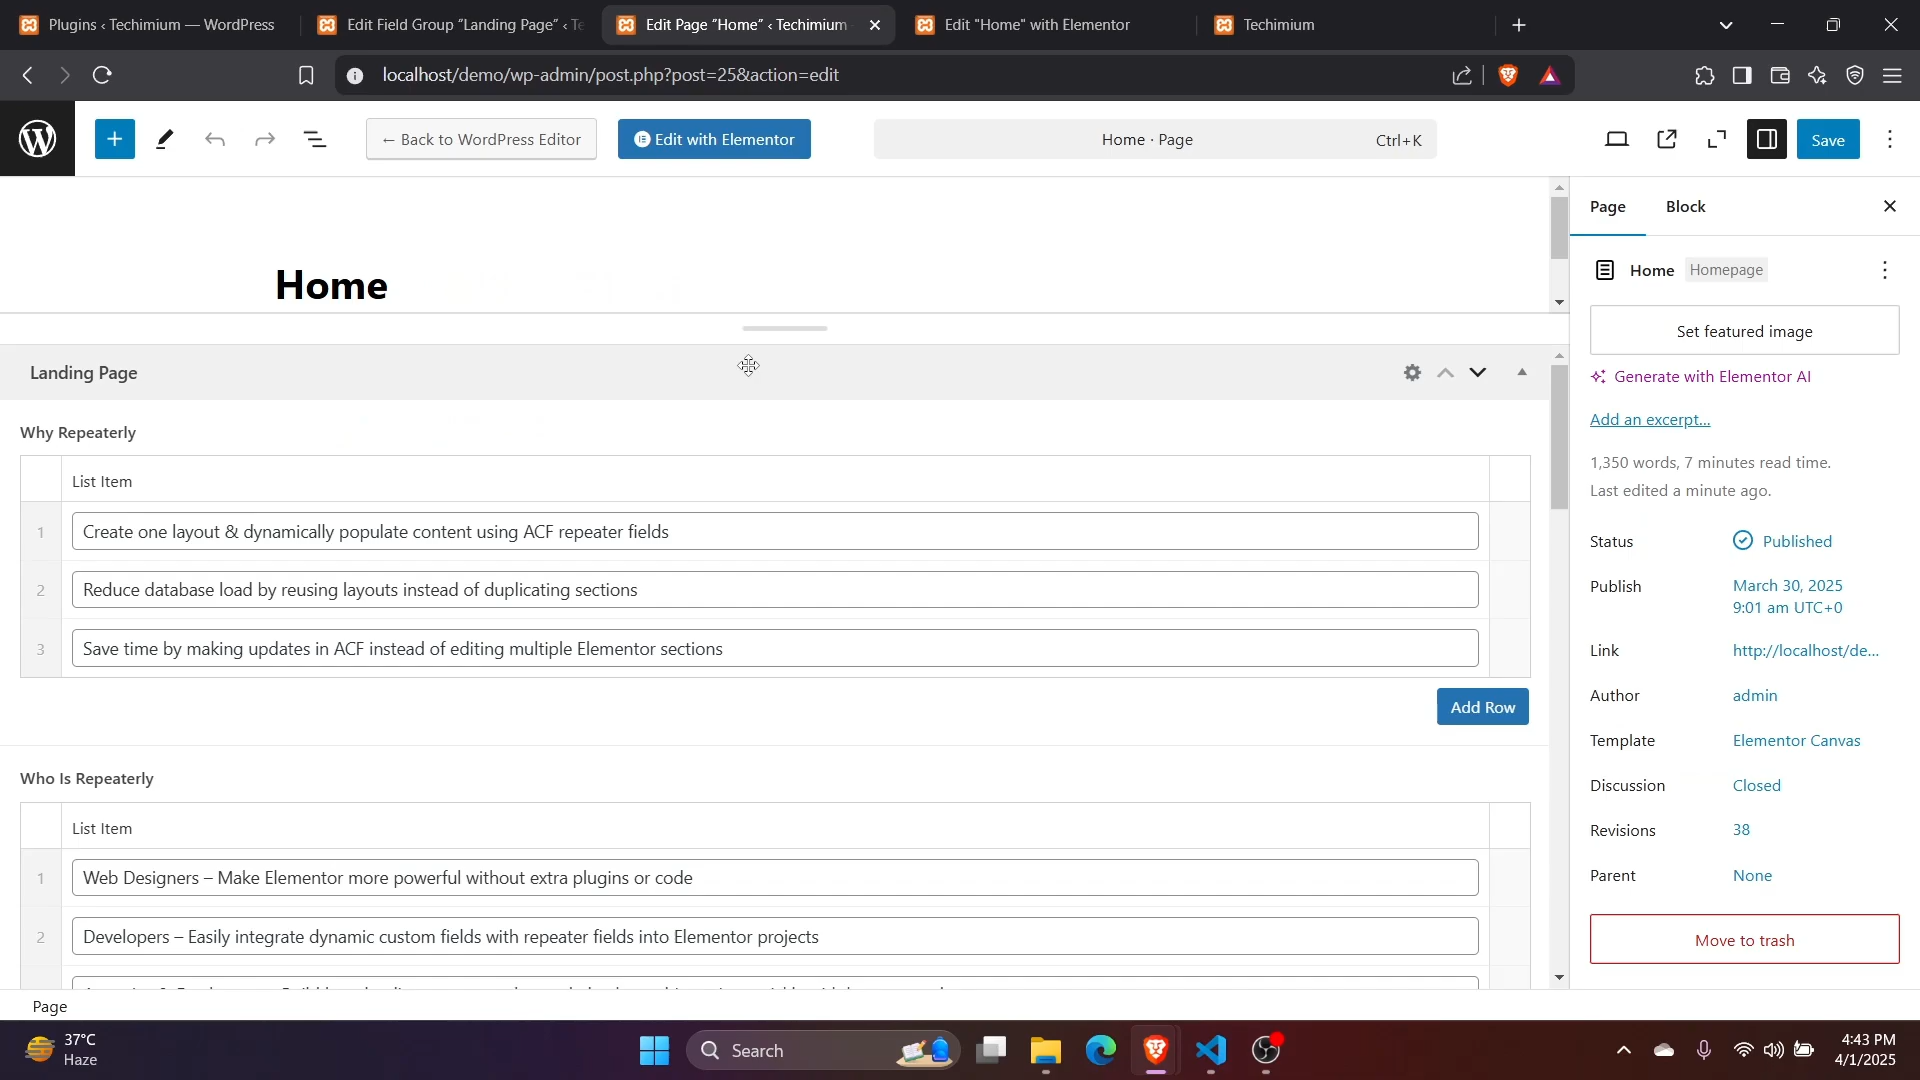 Plugins ‹ Techimium — WordPress
Edit Field Group “Landing Page” ‹ Te
Edit Page “Home” ‹ Techimium
Edit "Home" with Elementor
Techimium
localhost/demo/wp-admin/post.php?post=25&action=edit
← Back to WordPress Editor
Edit with Elementor
Home · Page
Ctrl+K
Save
Page
Block
Home
Home
Homepage
Set featured image
Generate with Elementor AI
Add an excerpt...
1,350 words, 7 minutes read time.
Last edited a minute ago.
Status
Published
Publish
March 30, 2025
9:01 am UTC+0
Link
http://localhost/de...
Author
admin
Template
Elementor Canvas
Discussion
Closed
Revisions
38
Parent
None
Move to trash
Landing Page
Why Repeaterly
List Item
1
Create one layout & dynamically populate content using ACF repeater fields
2
Reduce database load by reusing layouts instead of duplicating sections
3
Save time by making updates in ACF instead of editing multiple Elementor sections
Add Row
Who Is Repeaterly
List Item
1
Web Designers – Make Elementor more powerful without extra plugins or code
2
Developers – Easily integrate dynamic custom fields with repeater fields into Elementor projects
Page
37°C
Haze
Search
4:43 PM
4/1/2025